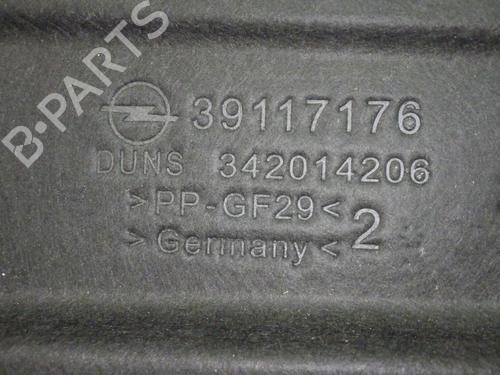 B-PARTS
39117176
DUNS 342014206
>PP-GF29<
> Germany < 2